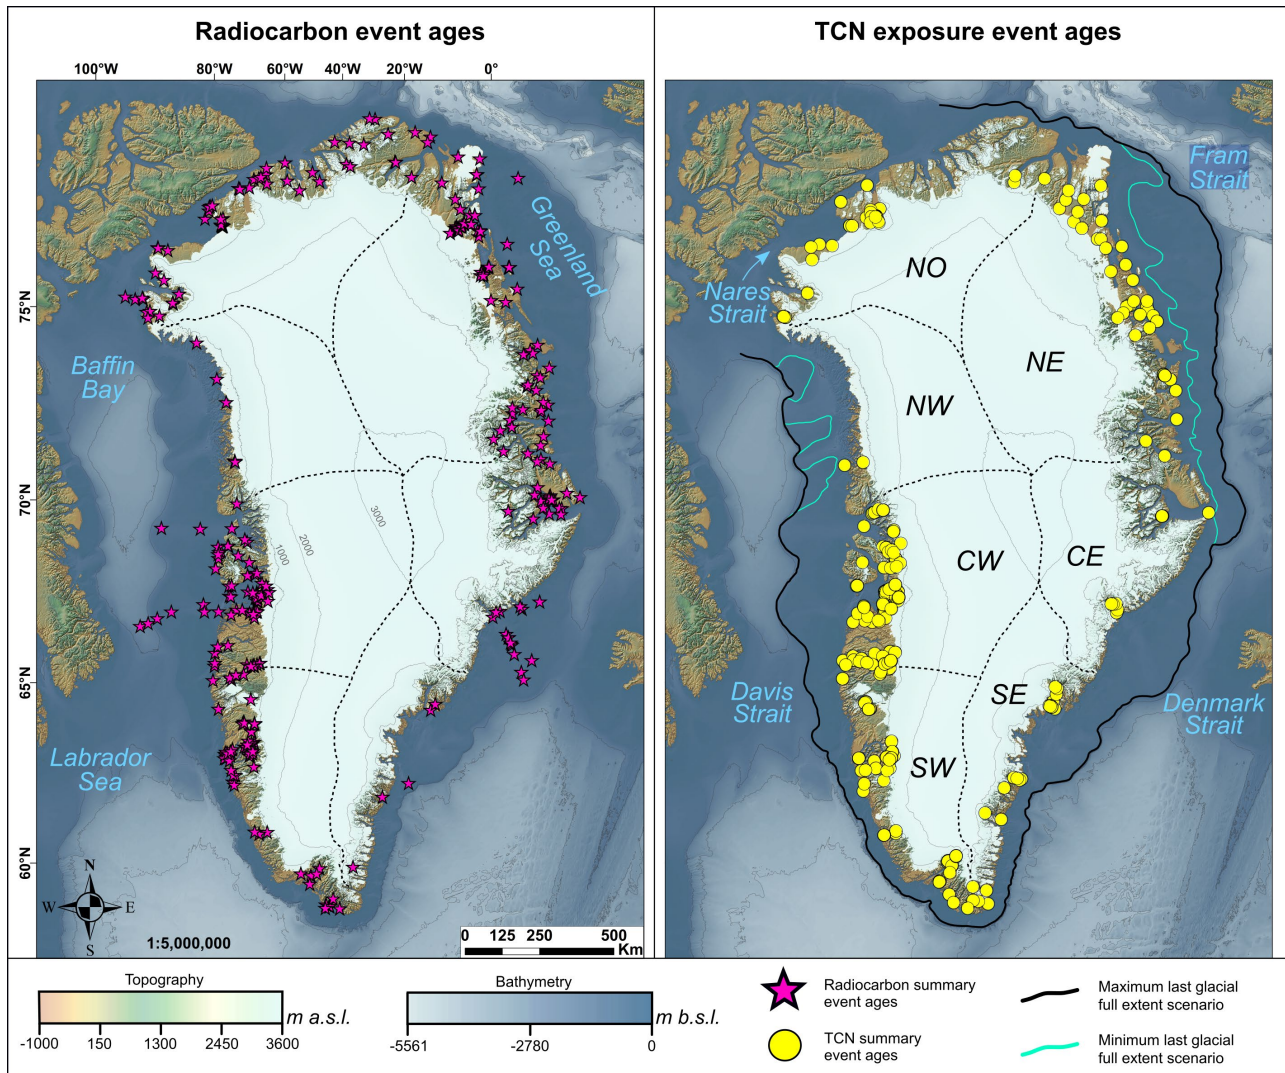 Radiocarbon event ages
TCN exposure event ages
100°W 80°W 60°W 40°W 20°W 0°
75°N
70°N
65°N
60°N
Greenland
Sea
Baffin
Bay
Labrador
Sea
1000
2000
3000
N
W E
S
1:5,000,000
0 125 250 500
Km
Fram
Strait
Nares
Strait
NO
NE
NW
CW
CE
SE
SW
Davis
Strait
Denmark
Strait
Topography
-1000 150 1300 2450 3600
m a.s.l.
Bathymetry
-5561 -2780 0
m b.s.l.
Radiocarbon summary
event ages
TCN summary
event ages
Maximum last glacial
full extent scenario
Minimum last glacial
full extent scenario